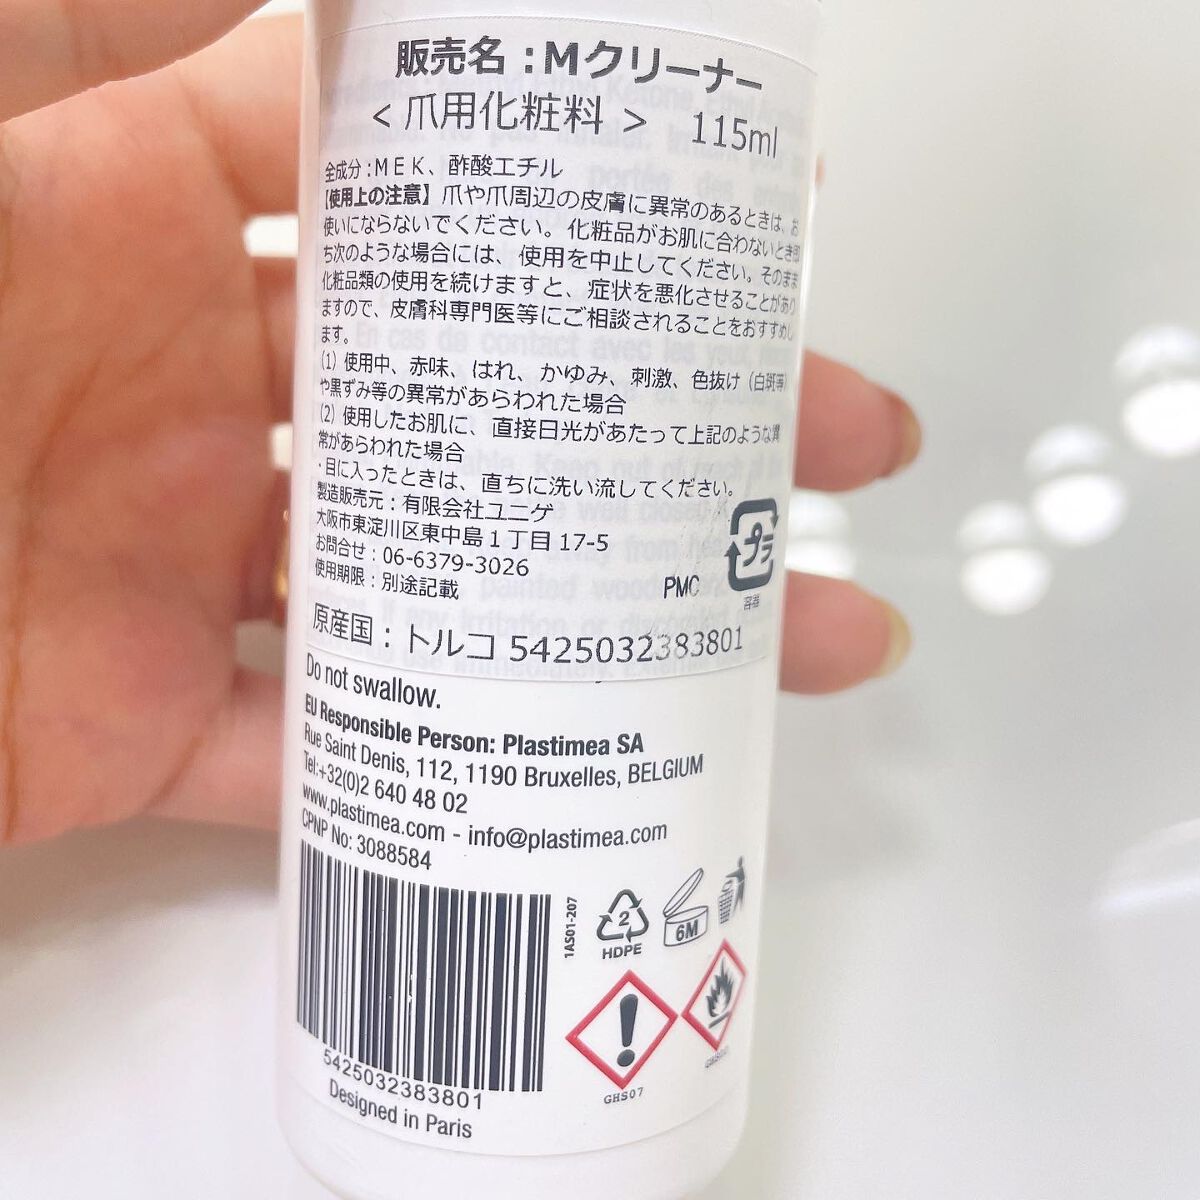 販売名:Mクリーナー
<爪用化粧料> 115ml
全成分:MEK、酢酸エチル
【使用上の注意】爪や爪周辺の皮膚に異常のあるときは、お
使いにならないでください。化粧品がお肌に合わないとき即
ち次のような場合には、使用を中止してください。そのまま
化粧品類の使用を続けますと、症状を悪化させることがあり
ますので、皮膚科専門医等にご相談されることをおすすめし
ます。
(1) 使用中、赤味、はれ、かゆみ、刺激、色抜け(白斑等)
や黒ずみ等の異常があらわれた場合
(2) 使用したお肌に、直接日光があたって上記のような異
常があらわれた場合
・目に入ったときは、直ちに洗い流してください。
製造販売元:有限会社ユニゲ
大阪市東淀川区東中島1丁目17-5
お問合せ:06-6379-3026
使用期限:別途記載
PMC
プラ
容器
原産国:トルコ 5425032383801
Do not swallow.
EU Responsible Person: Plastimea SA
Rue Saint Denis, 112, 1190 Bruxelles, BELGIUM
Tel:+32(0)2 640 48 02
www.plastimea.com - info@plastimea.com
CPNP No: 3088584
1AS01-207
2
HDPE
6M
GHS07
5425032383801
Designed in Paris